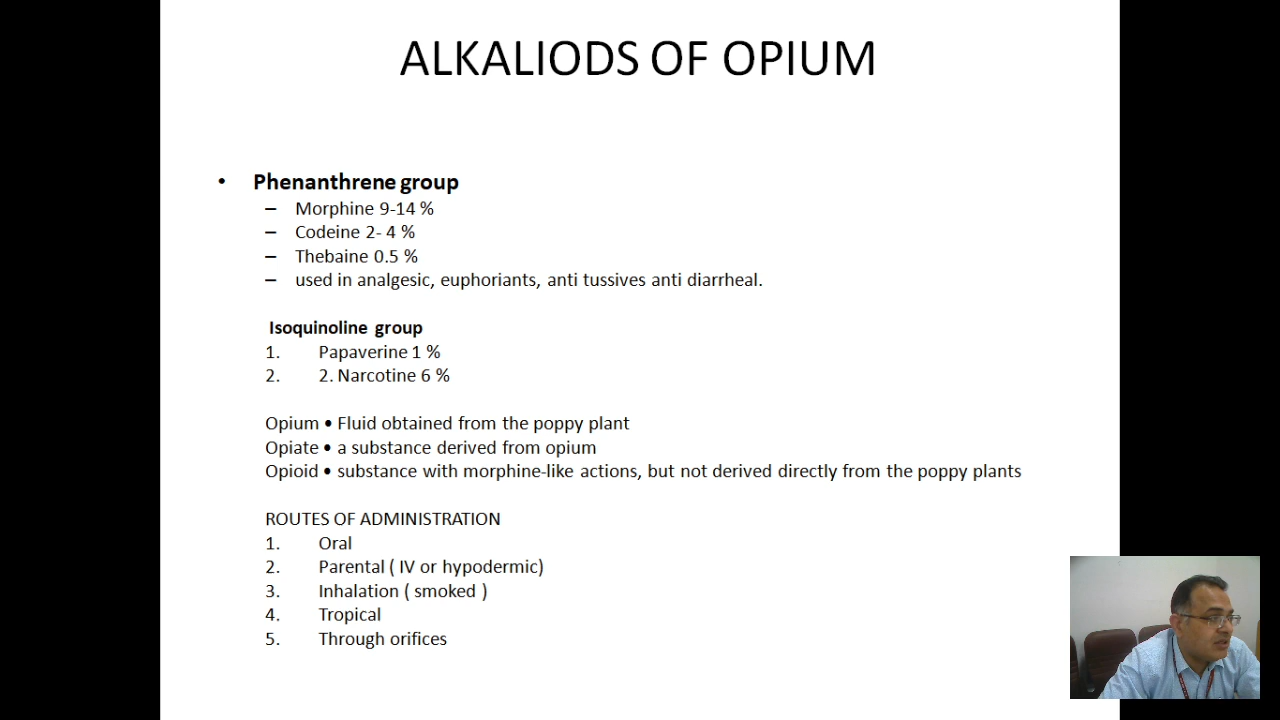 ALKALIODS OF OPIUM
• Phenanthrene group
– Morphine 9-14 %
– Codeine 2- 4 %
– Thebaine 0.5 %
– used in analgesic, euphoriants, anti tussives anti diarrheal.
Isoquinoline group
1. Papaverine 1 %
2. 2. Narcotine 6 %
Opium • Fluid obtained from the poppy plant
Opiate • a substance derived from opium
Opioid • substance with morphine-like actions, but not derived directly from the poppy plants
ROUTES OF ADMINISTRATION
1. Oral
2. Parental ( IV or hypodermic)
3. Inhalation ( smoked )
4. Tropical
5. Through orifices